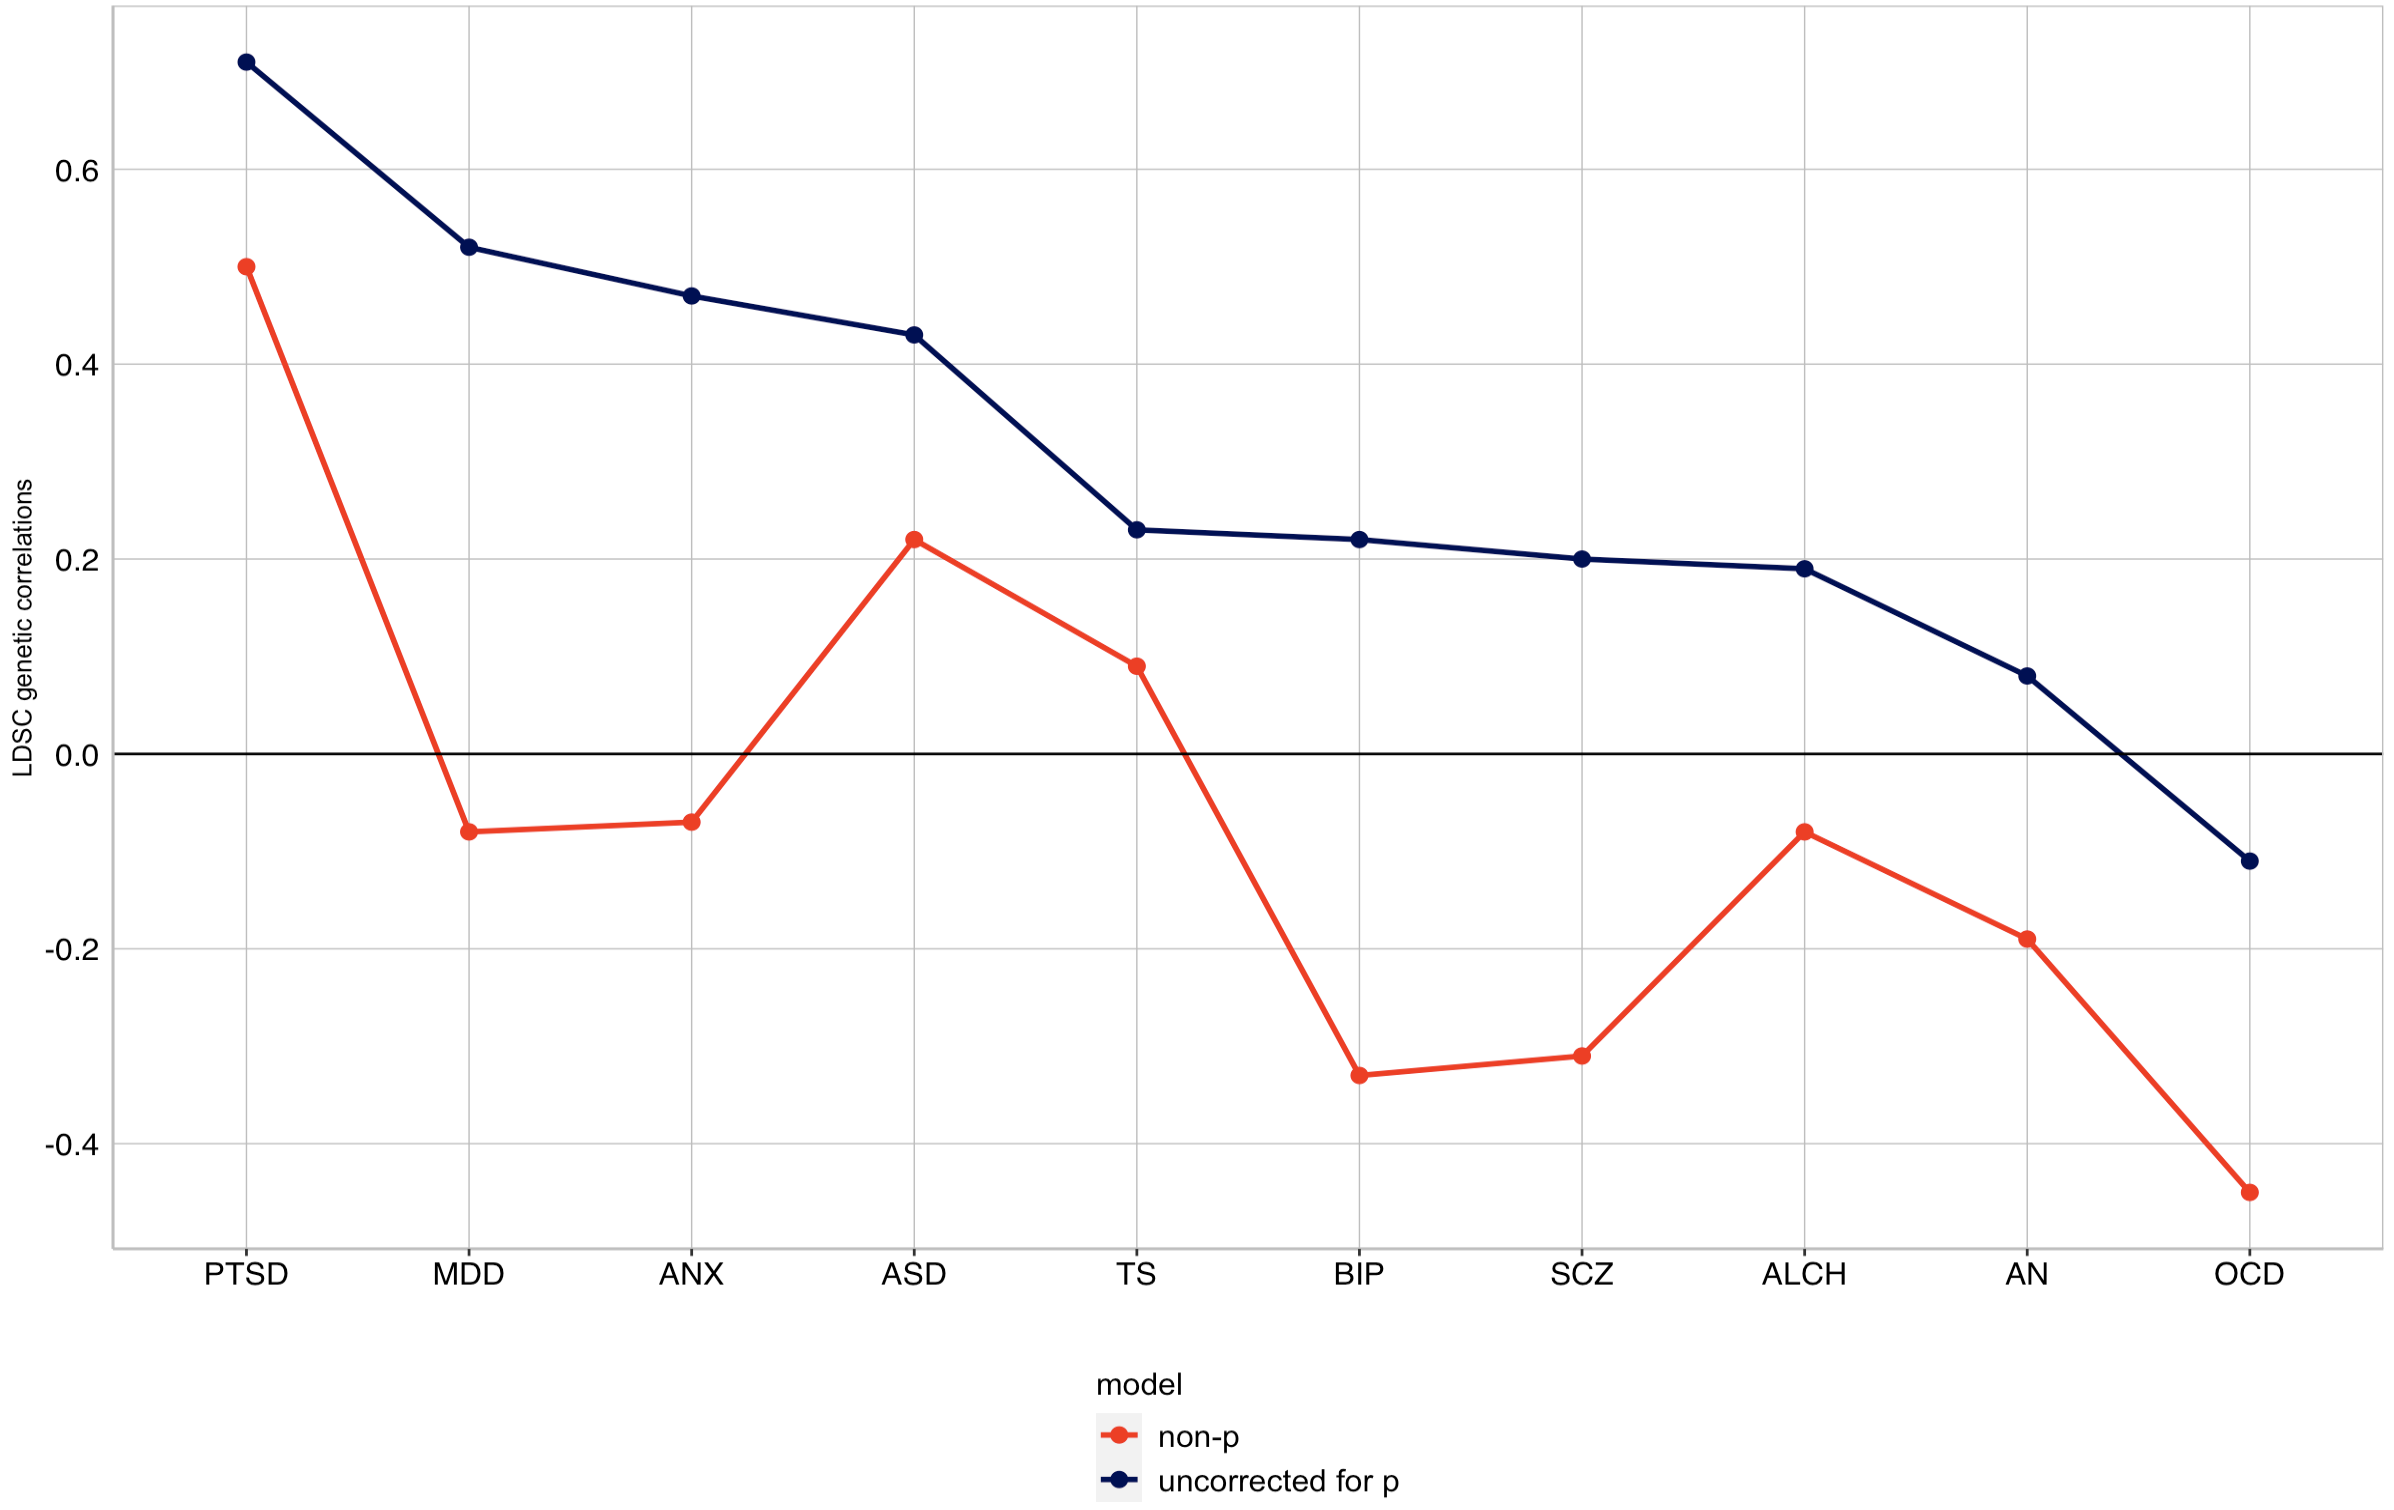 0.6
0.4
0.2
0.0
-0.2
-0.4
LDSC genetic correlations
PTSD MDD ANX ASD TS BIP SCZ ALCH AN OCD
model
non-p
uncorrected for p